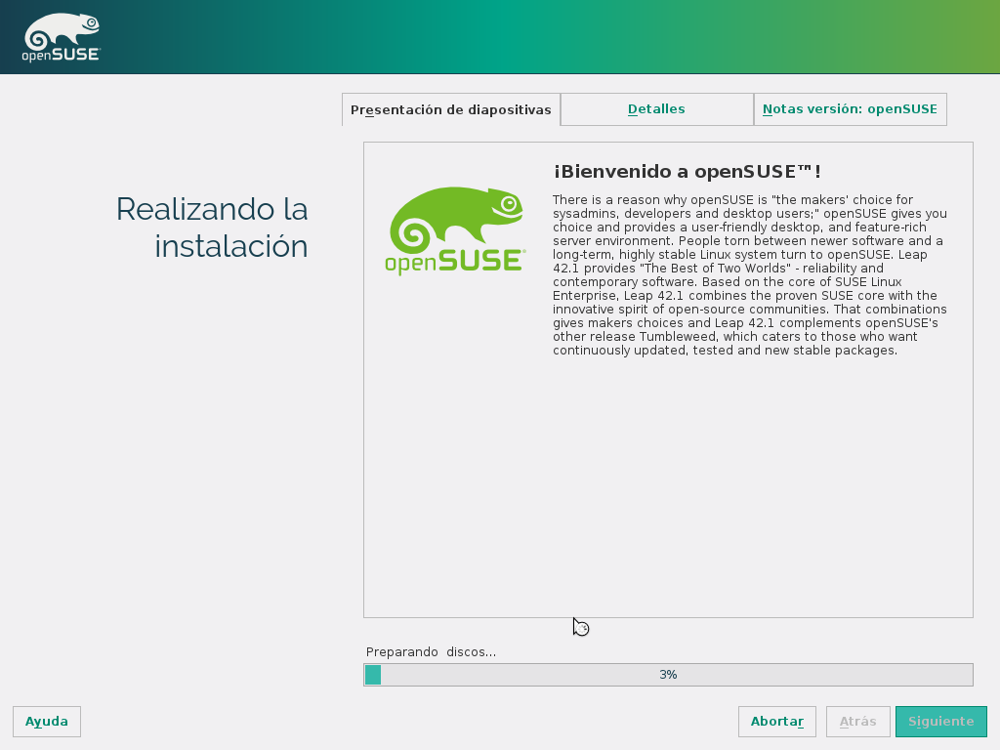 openSUSE
Presentación de diapositivas
Detalles
Notas versión: openSUSE
Realizando la
instalación
openSUSE
¡Bienvenido a openSUSE™!
There is a reason why openSUSE is "the makers' choice for
sysadmins, developers and desktop users;" openSUSE gives you
choice and provides a user-friendly desktop, and feature-rich
server environment. People torn between newer software and a
long-term, highly stable Linux system turn to openSUSE. Leap
42.1 provides "The Best of Two Worlds" - reliability and
contemporary software. Based on the core of SUSE Linux
Enterprise, Leap 42.1 combines the proven SUSE core with the
innovative spirit of open-source communities. That combinations
gives makers choices and Leap 42.1 complements openSUSE's
other release Tumbleweed, which caters to those who want
continuously updated, tested and new stable packages.
Preparando  discos...
3%
Ayuda
Abortar
Atrás
Siguiente